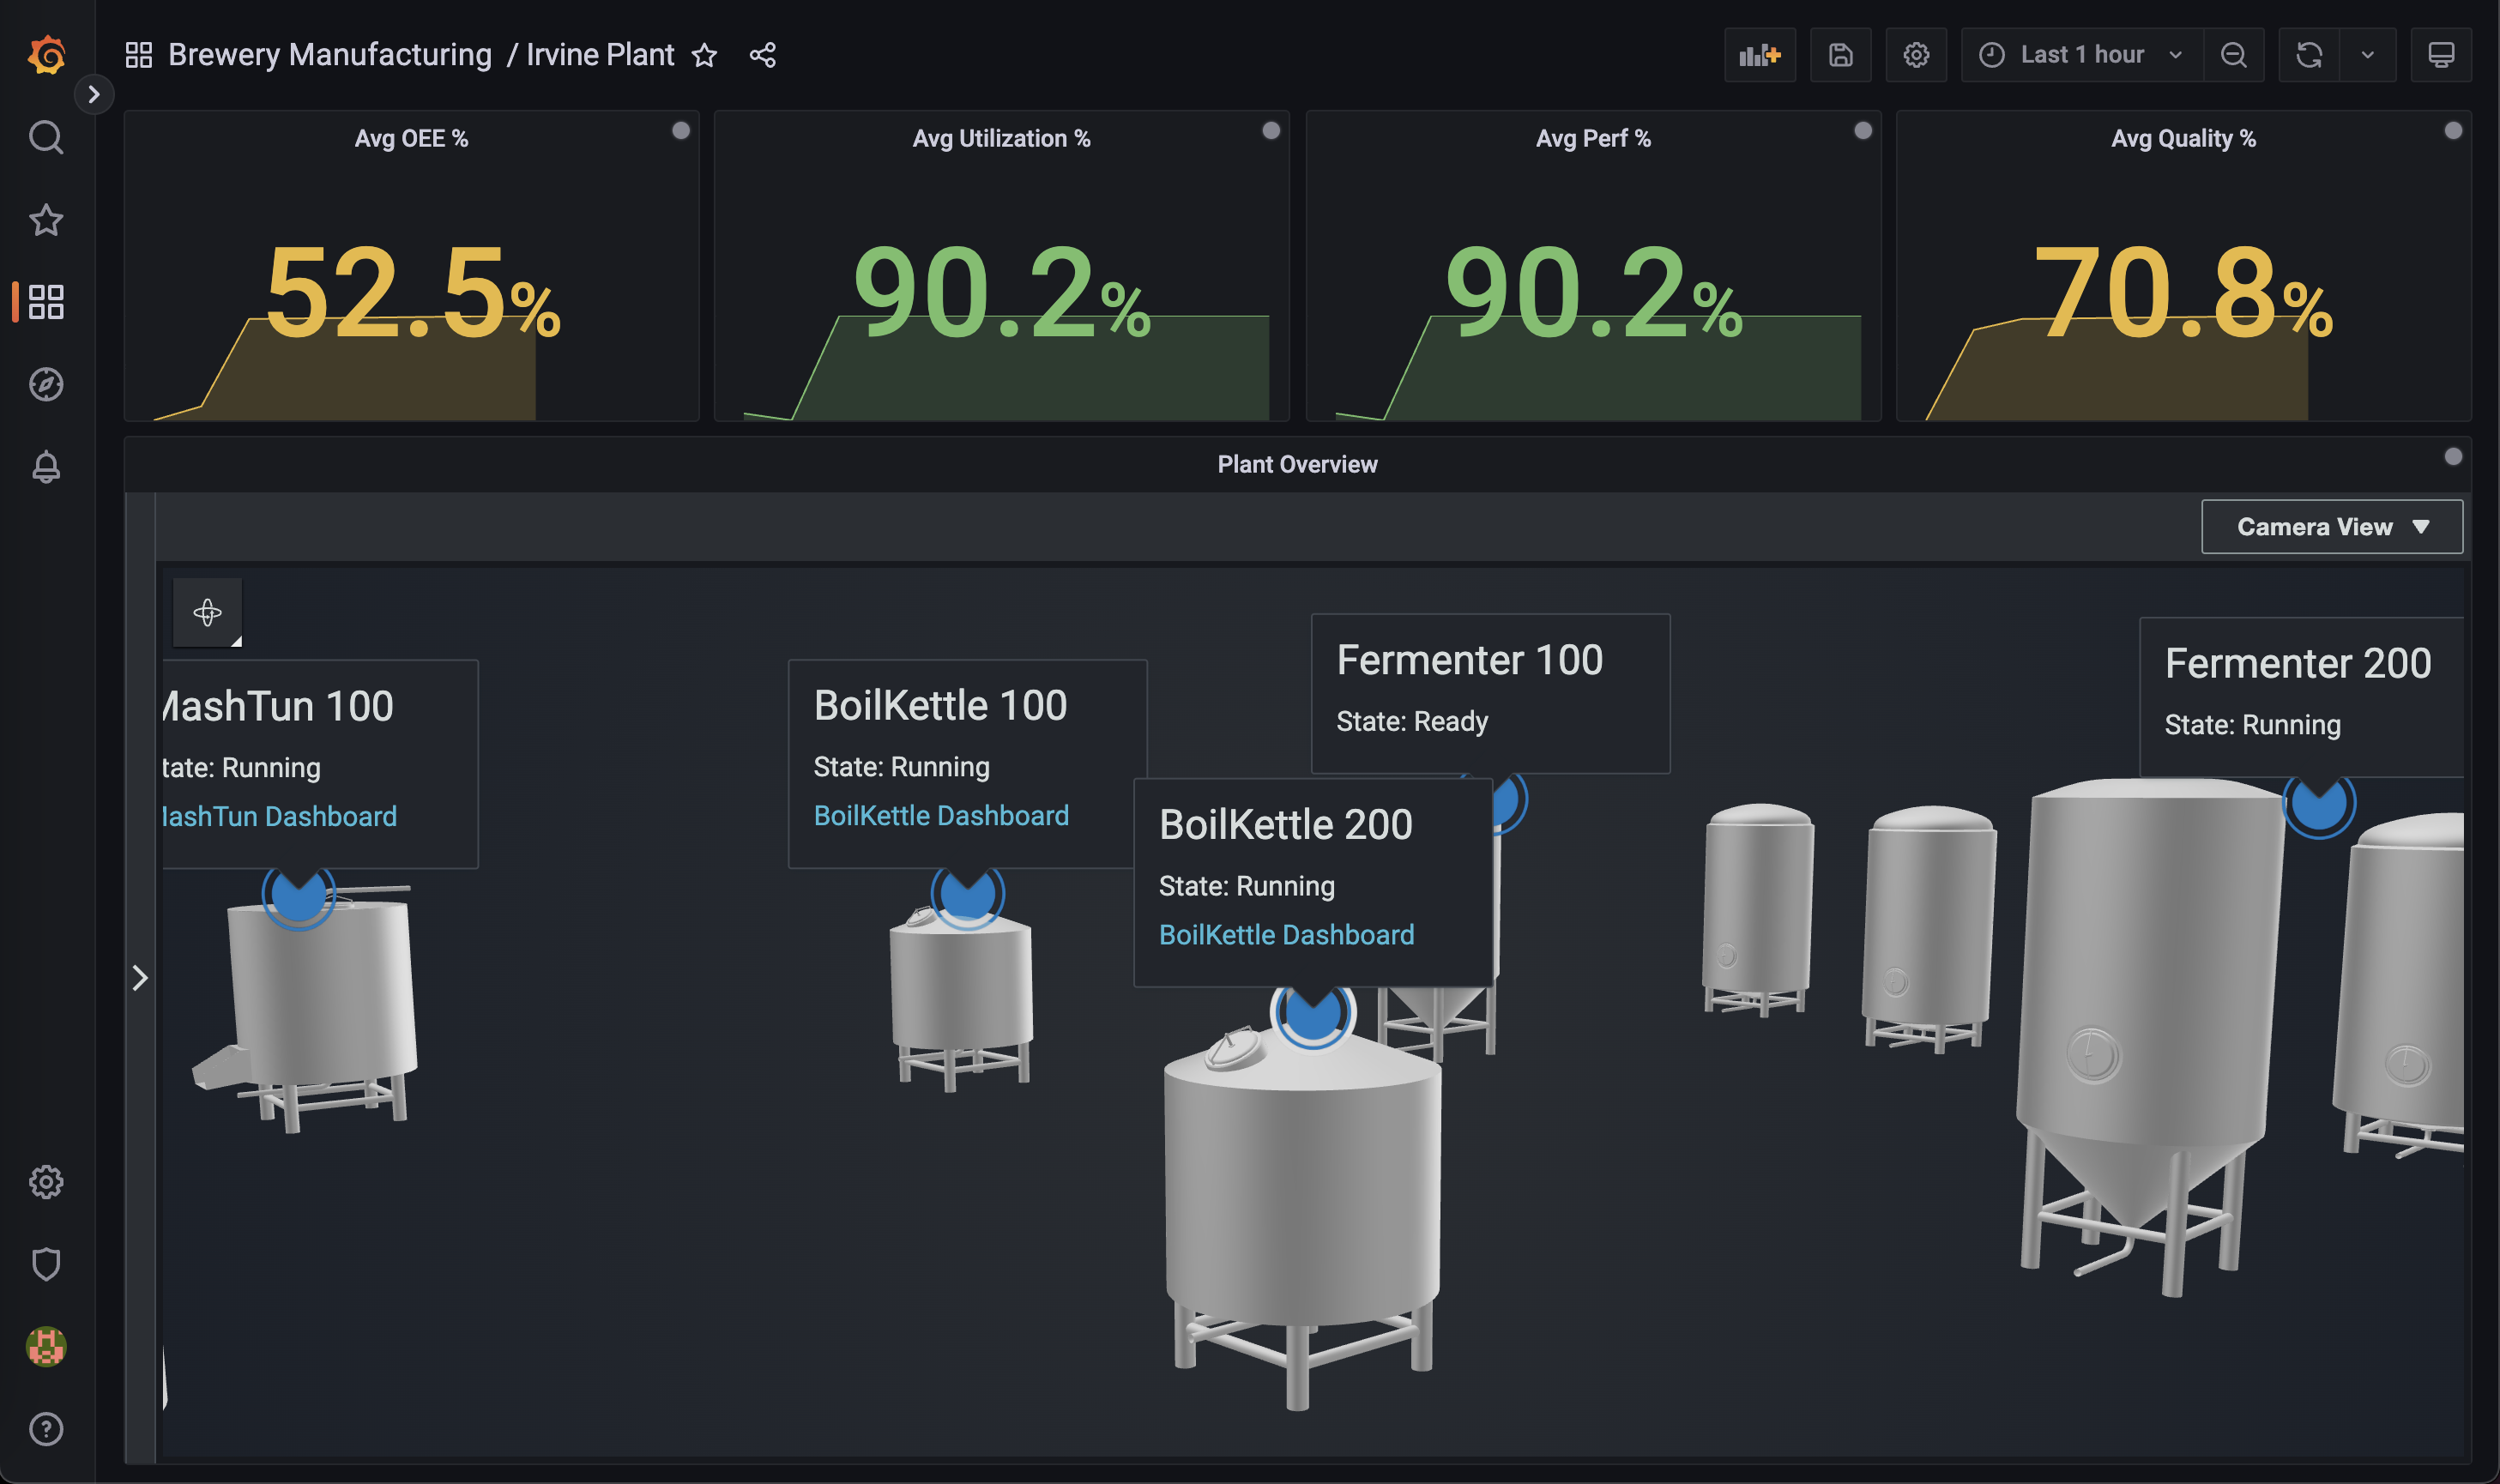 Brewery Manufacturing / Irvine Plant
Last 1 hour
Avg OEE %
52.5%
Avg Utilization %
90.2%
Avg Perf %
90.2%
Avg Quality %
70.8%
Plant Overview
Camera View
MashTun 100
tate: Running
ashTun Dashboard
BoilKettle 100
State: Running
BoilKettle Dashboard
BoilKettle 200
State: Running
BoilKettle Dashboard
Fermenter 100
State: Ready
Fermenter 200
State: Running